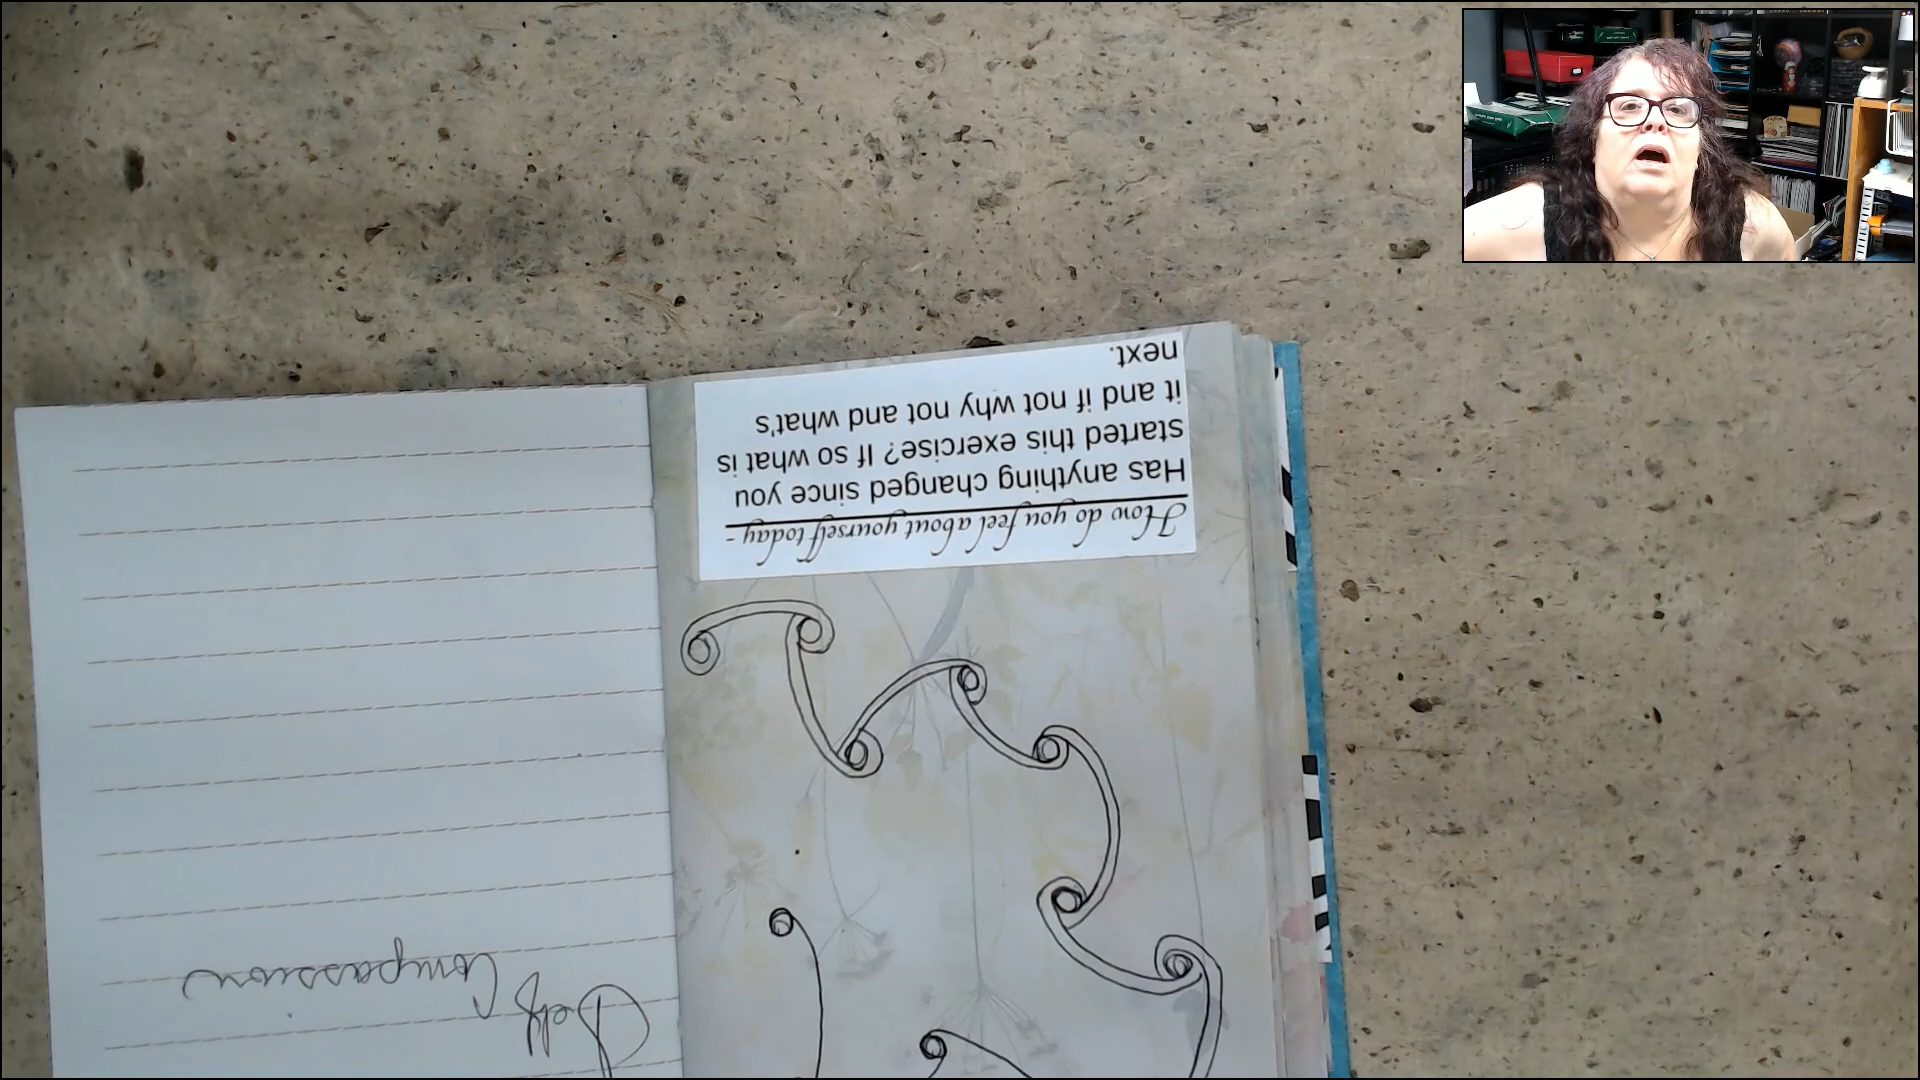 How do you feel about yourself today -
Has anything changed since you
started this exercise? If so what is
it and if not why not and what's
next.
Self
Compassion